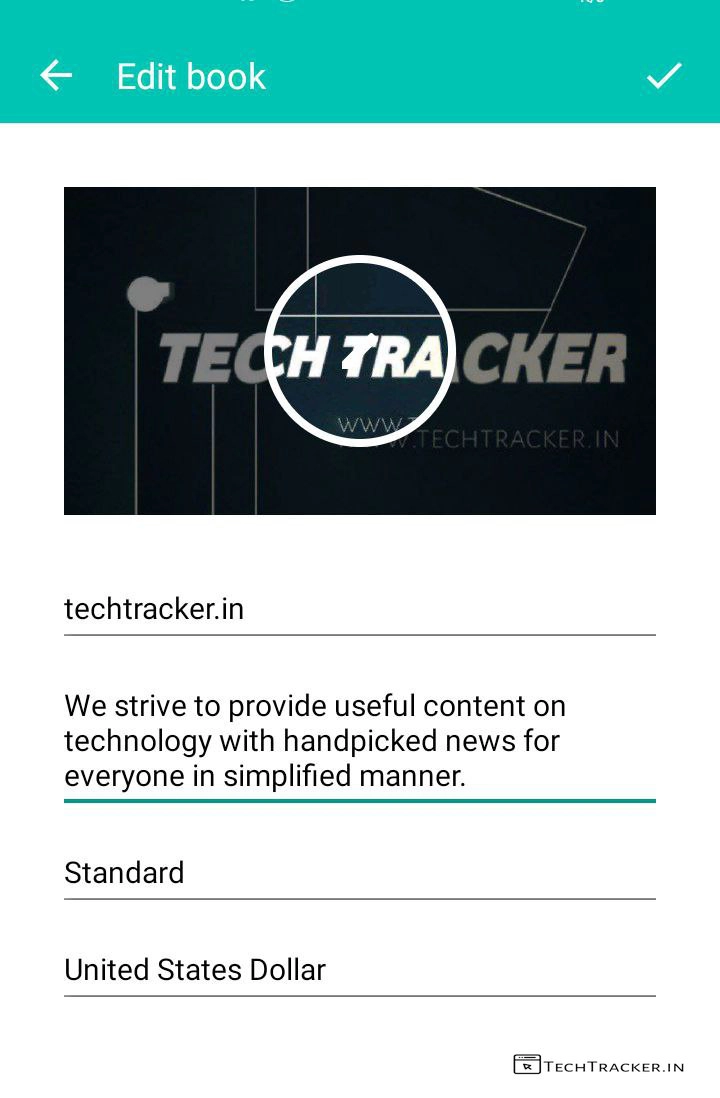 Edit book
TECH TRACKER
WWW.TECHTRACKER.IN
techtracker.in
We strive to provide useful content on
technology with handpicked news for
everyone in simplified manner.
Standard
United States Dollar
TECHTRACKER.IN